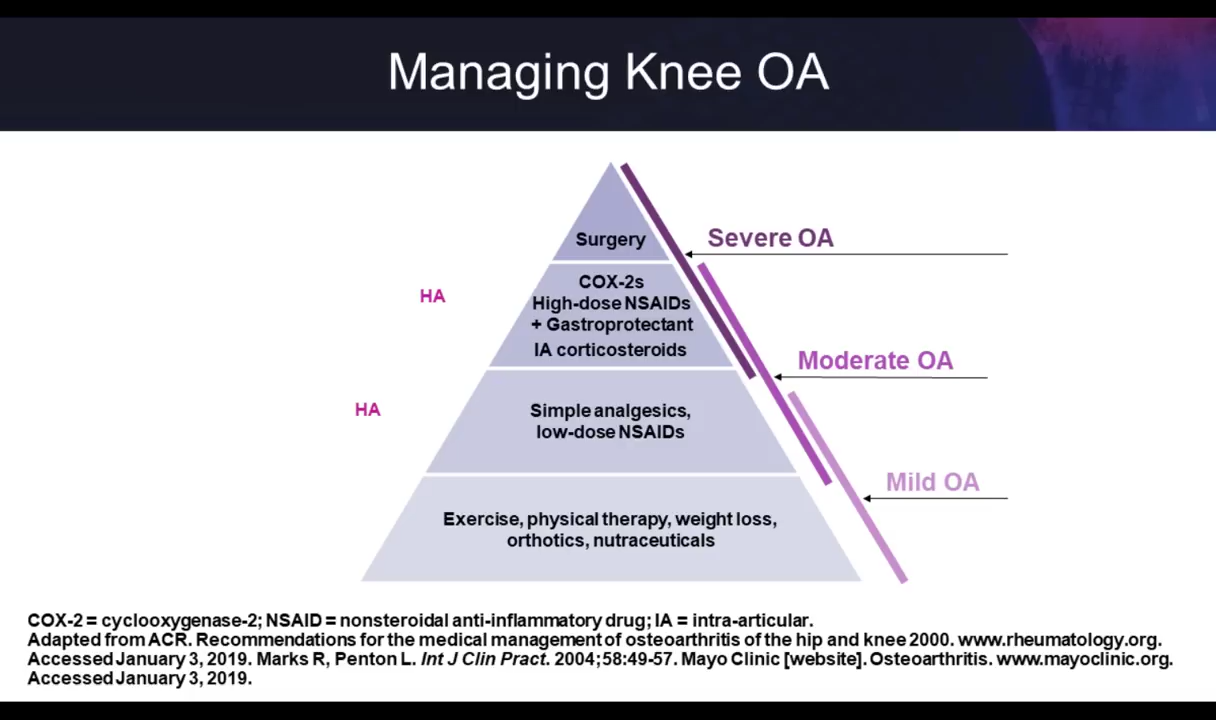 Managing Knee OA
Surgery
Severe OA
COX-2s
HA
High-dose NSAIDs
+ Gastroprotectant
IA corticosteroids
Moderate OA
HA
Simple analgesics,
low-dose NSAIDs
Mild OA
Exercise, physical therapy, weight loss,
orthotics, nutraceuticals
COX-2 = cyclooxygenase-2; NSAID = nonsteroidal anti-inflammatory drug; IA = intra-articular.
Adapted from ACR. Recommendations for the medical management of osteoarthritis of the hip and knee 2000. www.rheumatology.org.
Accessed January 3, 2019. Marks R, Penton L. Int J Clin Pract. 2004;58:49-57. Mayo Clinic [website]. Osteoarthritis. www.mayoclinic.org.
Accessed January 3, 2019.